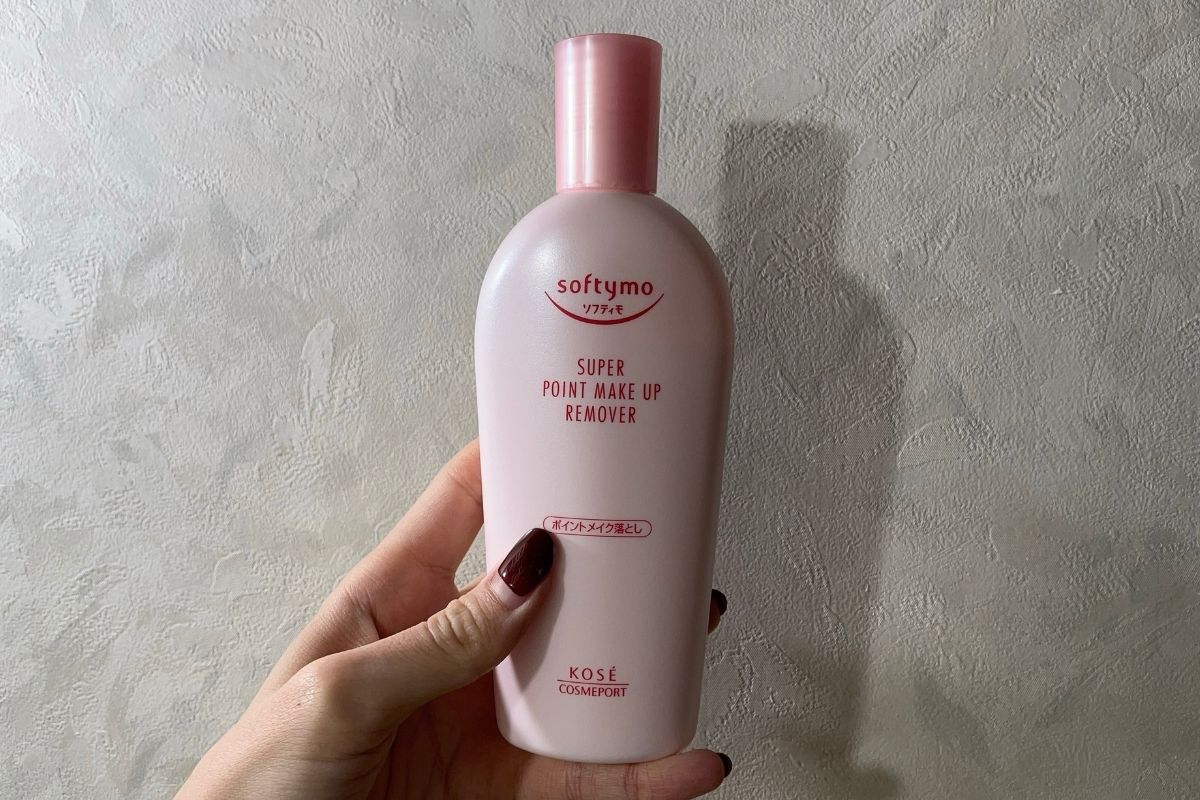 softymo
ソフティモ
SUPER
POINT MAKE UP
REMOVER
ポイントメイク落とし
KOSÉ
COSMEPORT